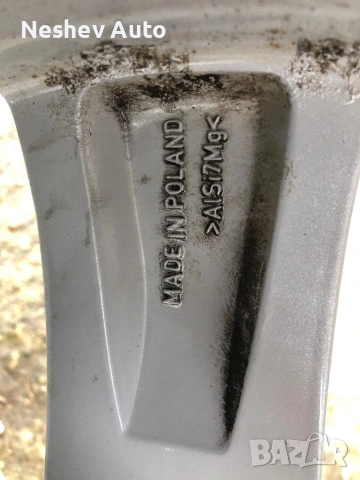 Neshev Auto
MADE IN POLAND
>AlSi7Mg<
BAZAR